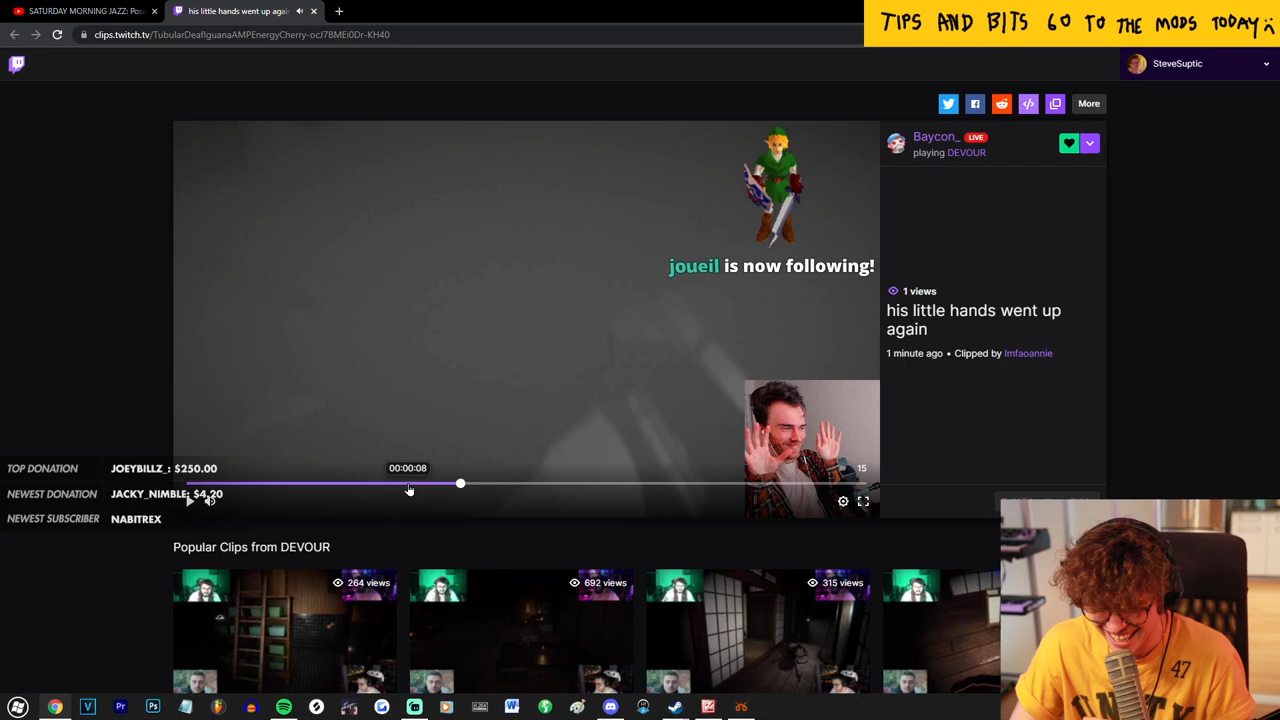 SATURDAY MORNING JAZZ: Pos
his little hands went up again
TIPS AND BITS GO TO THE MODS TODAY
clips.twitch.tv/TubularDeafIguanaAMPEnergyCherry-ocJ7BMEi0Dr-KH40
SteveSuptic
More
Baycon_ LIVE
playing DEVOUR
joueil is now following!
1 views
his little hands went up
again
1 minute ago • Clipped by lmfaoannie
00:00:08
15
TOP DONATION JOEYBILLZ_: $250.00
NEWEST DONATION JACKY_NIMBLE: $4.20
NEWEST SUBSCRIBER NABITREX
Popular Clips from DEVOUR
264 views
692 views
315 views
47